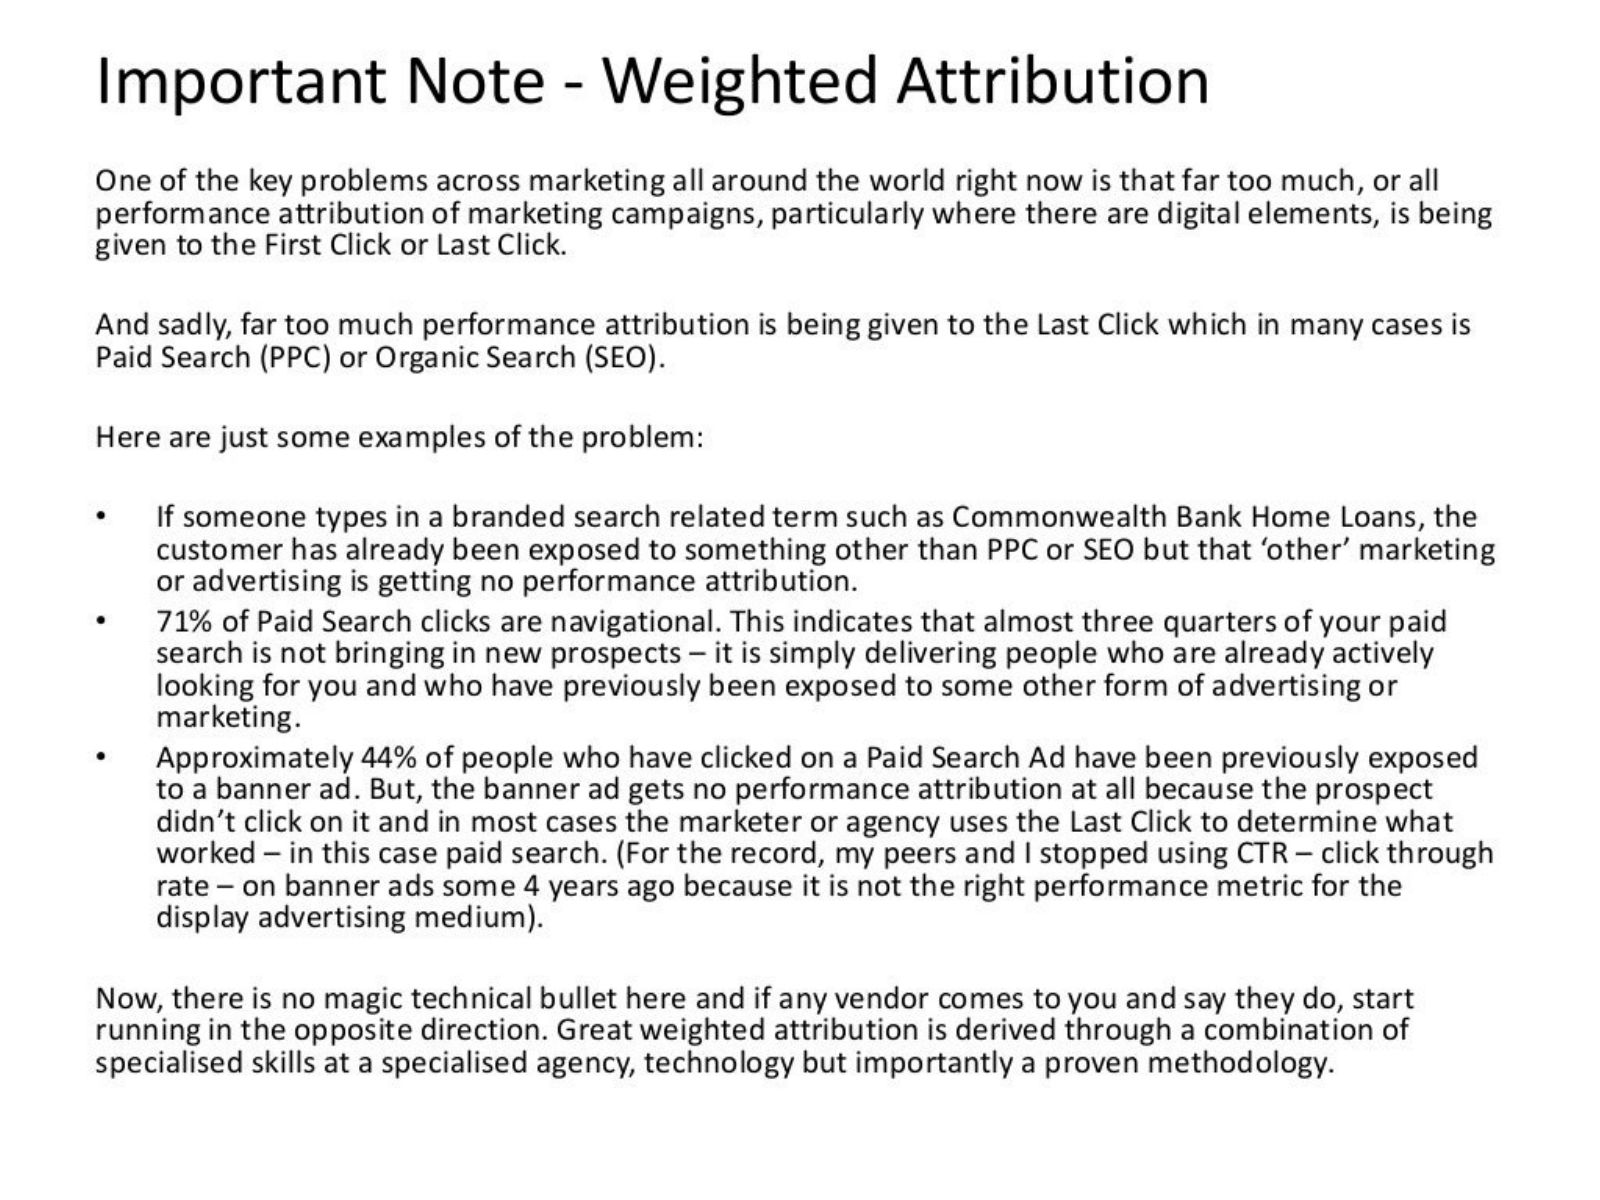 Important Note - Weighted Attribution
One of the key problems across marketing all around the world right now is that far too much, or all
performance attribution of marketing campaigns, particularly where there are digital elements, is being
given to the First Click or Last Click.
And sadly, far too much performance attribution is being given to the Last Click which in many cases is
Paid Search (PPC) or Organic Search (SEO).
Here are just some examples of the problem:
• If someone types in a branded search related term such as Commonwealth Bank Home Loans, the
customer has already been exposed to something other than PPC or SEO but that ‘other’ marketing
or advertising is getting no performance attribution.
• 71% of Paid Search clicks are navigational. This indicates that almost three quarters of your paid
search is not bringing in new prospects – it is simply delivering people who are already actively
looking for you and who have previously been exposed to some other form of advertising or
marketing.
• Approximately 44% of people who have clicked on a Paid Search Ad have been previously exposed
to a banner ad. But, the banner ad gets no performance attribution at all because the prospect
didn’t click on it and in most cases the marketer or agency uses the Last Click to determine what
worked – in this case paid search. (For the record, my peers and I stopped using CTR – click through
rate – on banner ads some 4 years ago because it is not the right performance metric for the
display advertising medium).
Now, there is no magic technical bullet here and if any vendor comes to you and say they do, start
running in the opposite direction. Great weighted attribution is derived through a combination of
specialised skills at a specialised agency, technology but importantly a proven methodology.